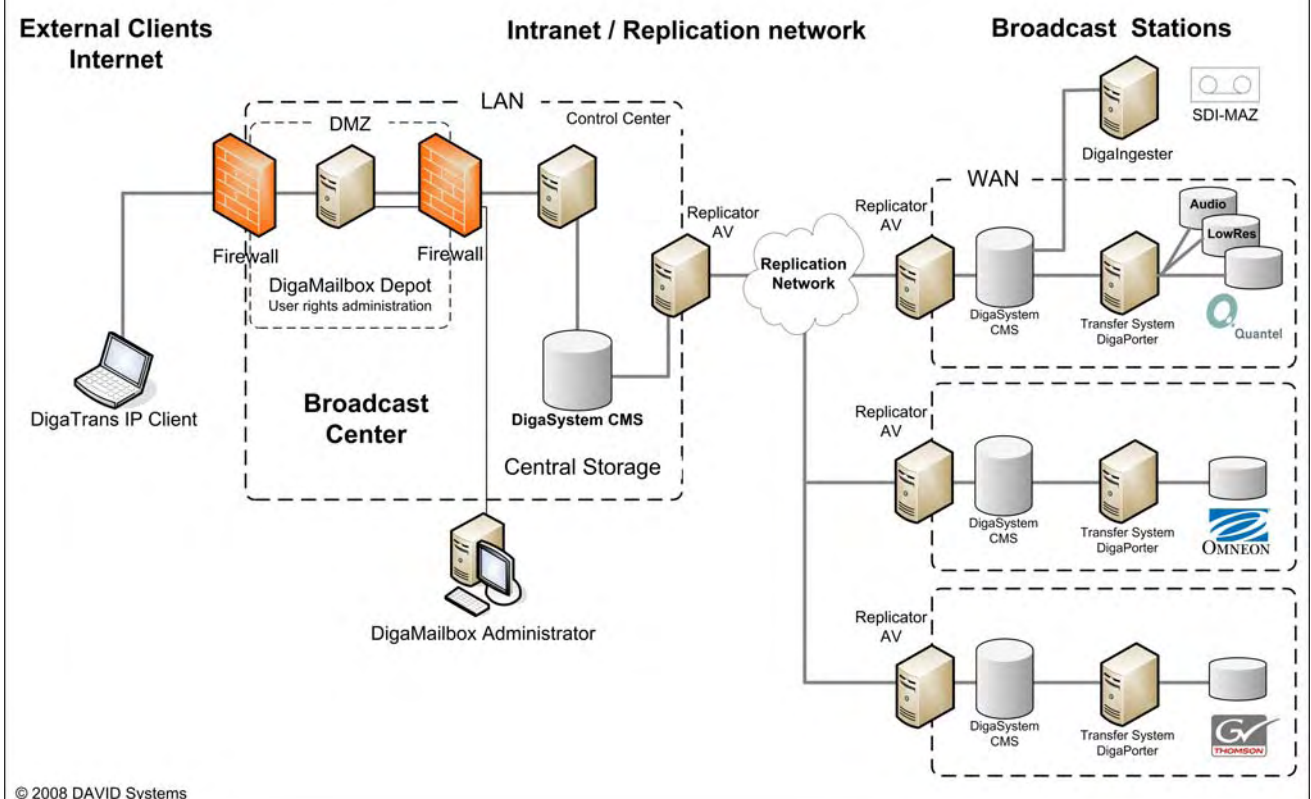 External Clients
Internet
Intranet / Replication network
Broadcast Stations
LAN
DMZ
Control Center
SDI-MAZ
DigaIngester
WAN
Firewall
Firewall
DigaMailbox Depot
User rights administration
Replicator
AV
Replication
Network
Replicator
AV
Audio
LowRes
DigaSystem
CMS
Transfer System
DigaPorter
Quantel
DigaTrans IP Client
Broadcast
Center
DigaSystem CMS
Central Storage
Replicator
AV
DigaSystem
CMS
Transfer System
DigaPorter
OMNEON
DigaMailbox Administrator
Replicator
AV
DigaSystem
CMS
Transfer System
DigaPorter
GV
THOMSON
© 2008 DAVID Systems